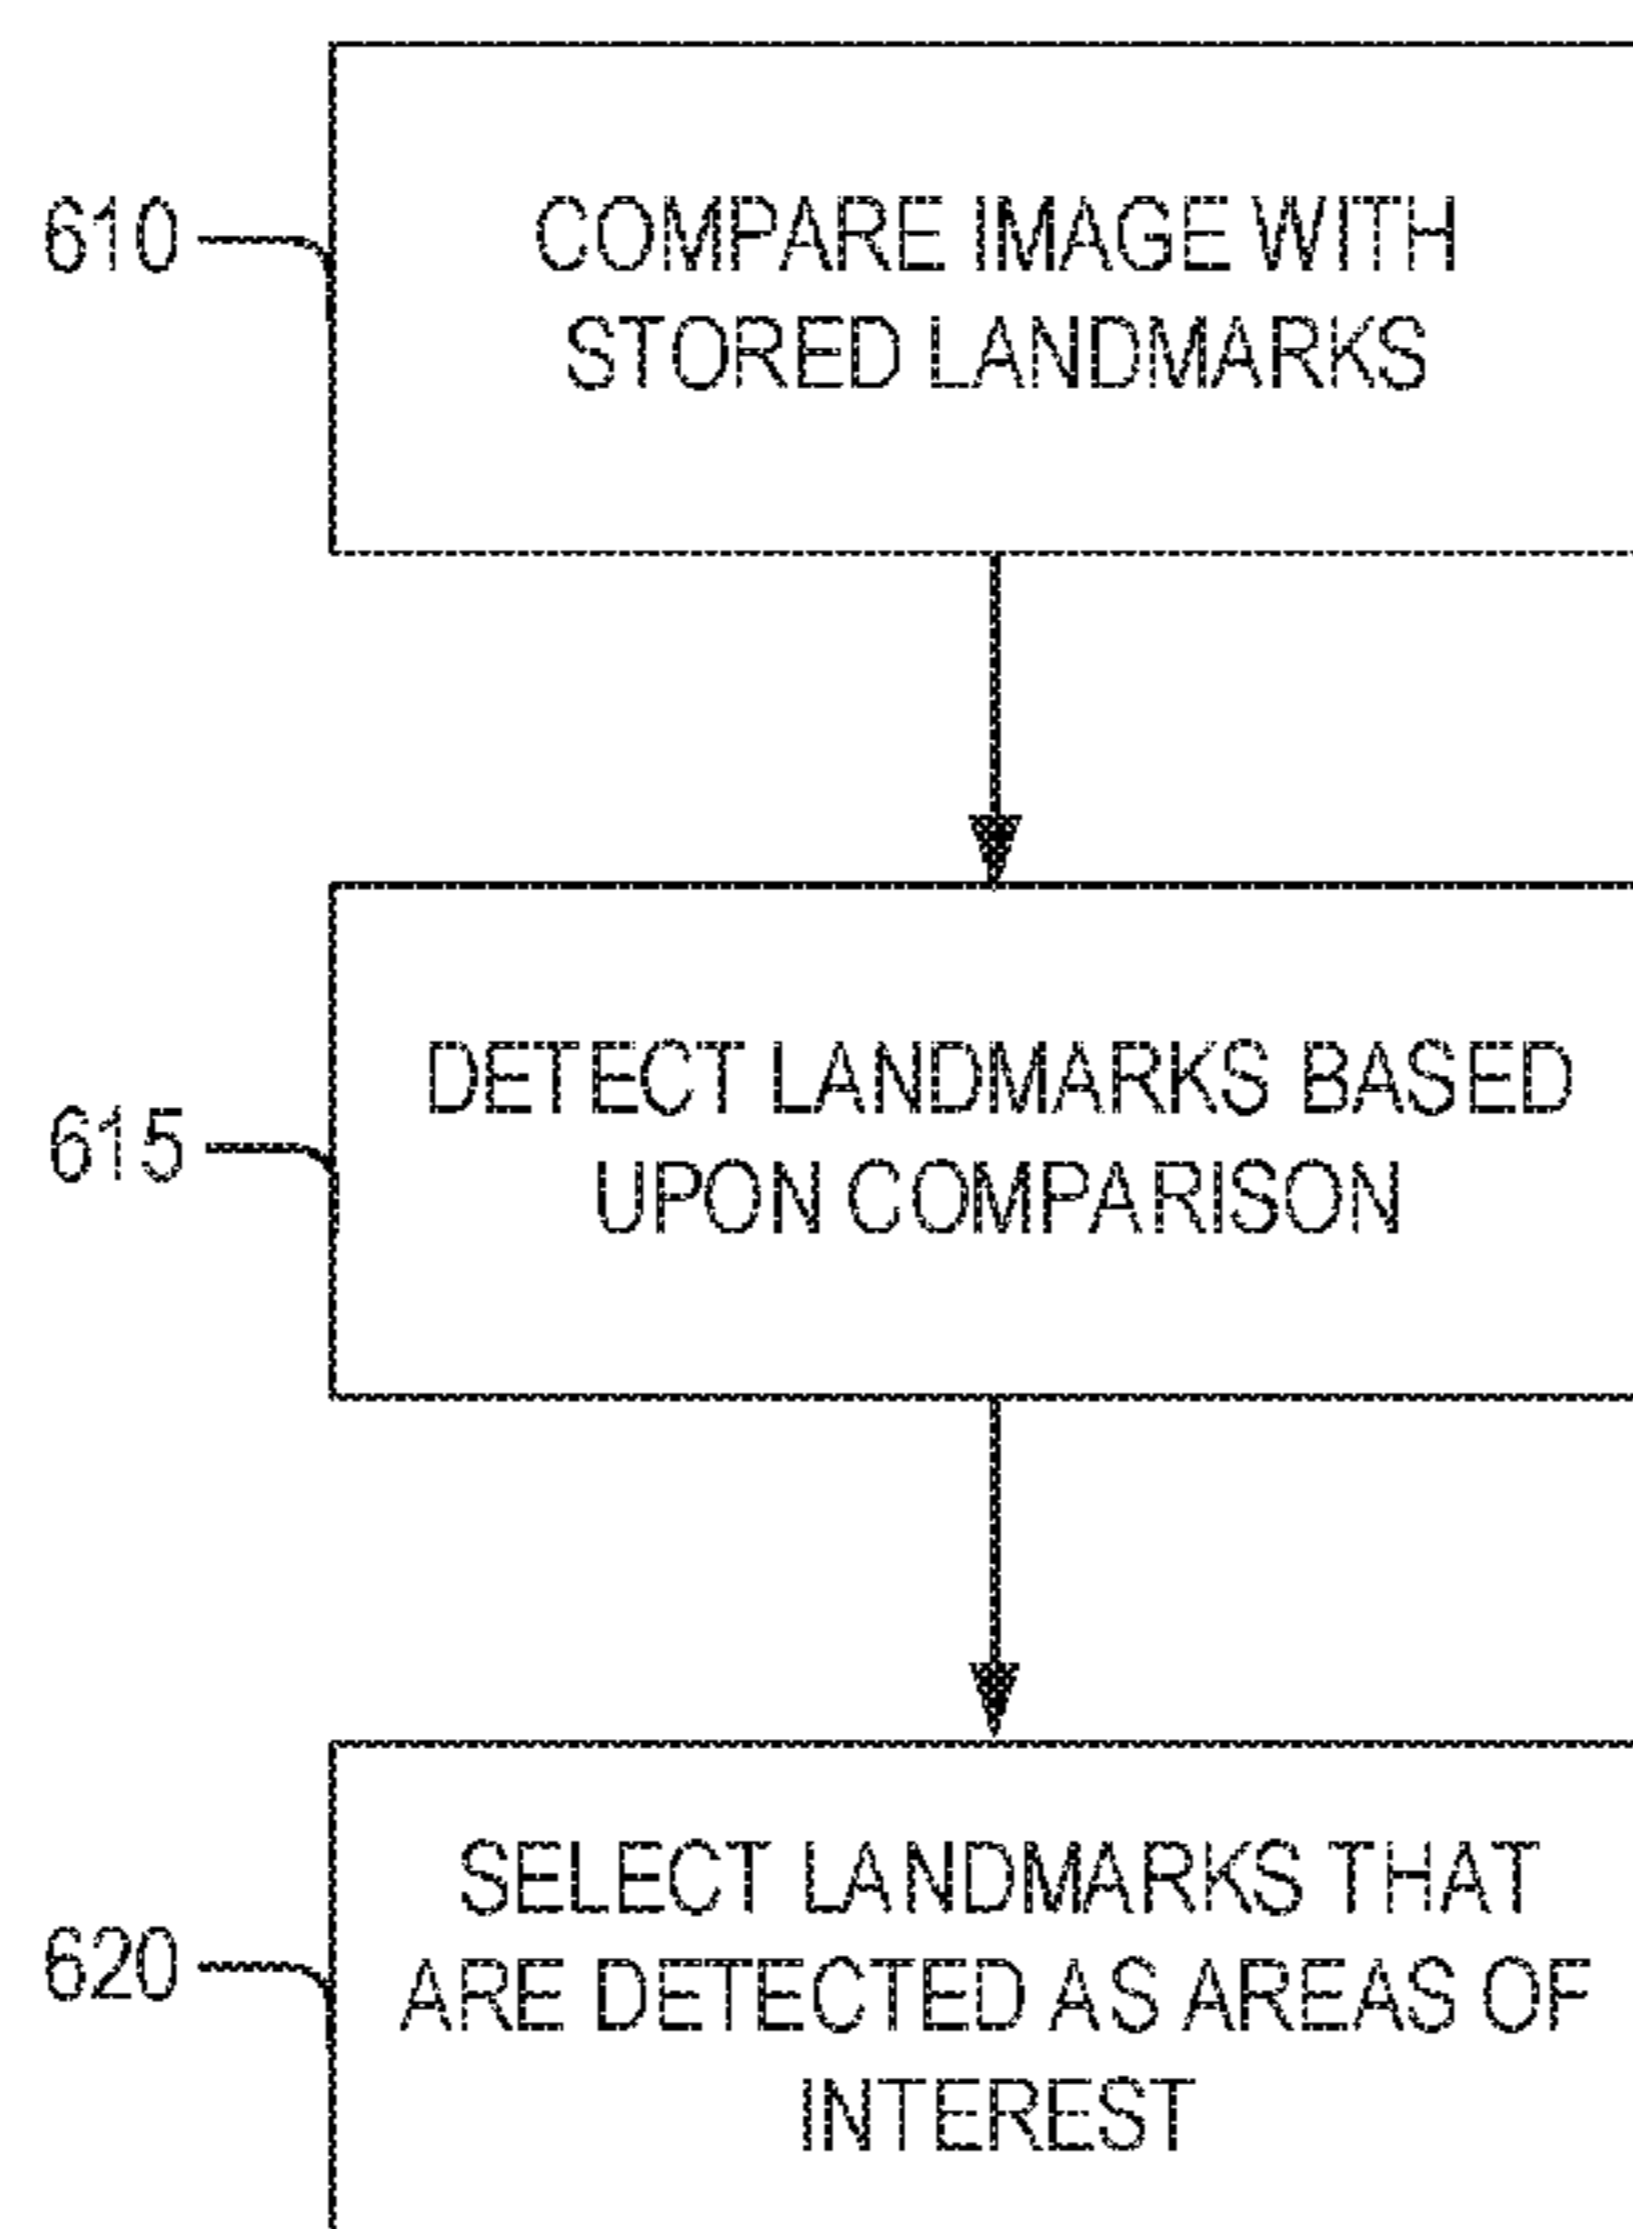 610
COMPARE IMAGE WITH
STORED LANDMARKS
615
DETECT LANDMARKS BASED
UPON COMPARISON
620
SELECT LANDMARKS THAT
ARE DETECTED AS AREAS OF
INTEREST